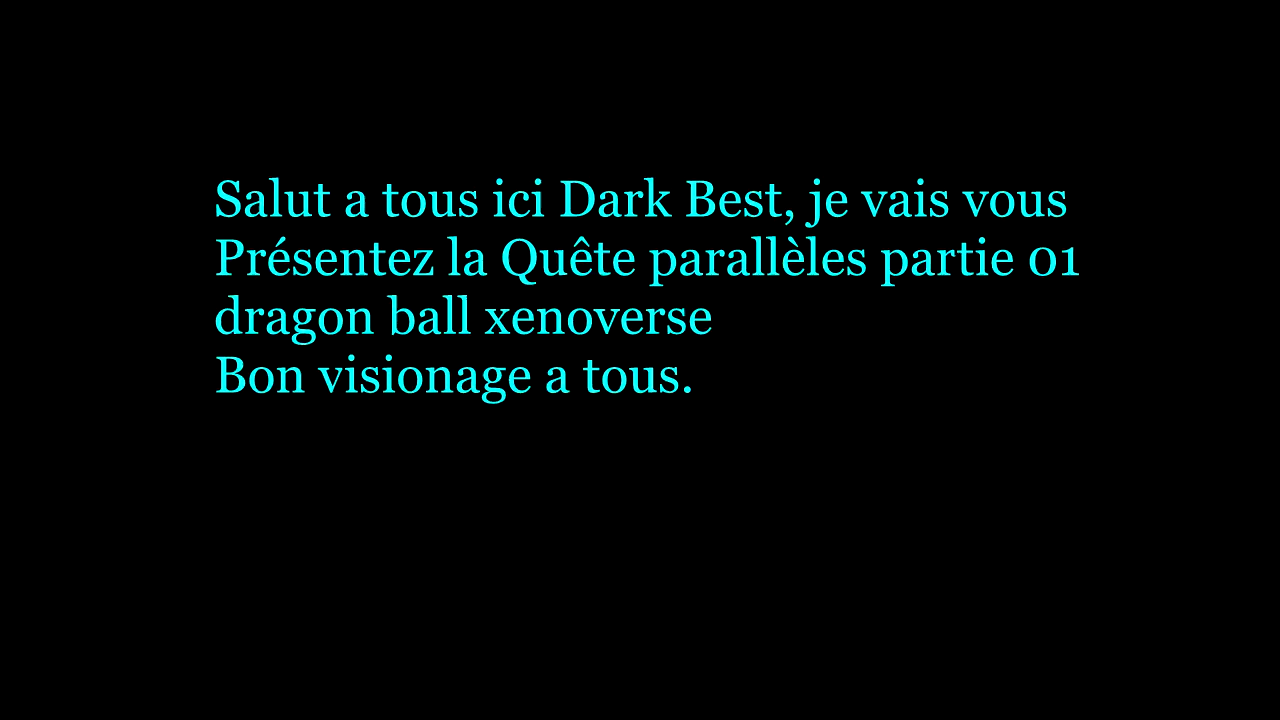 Salut a tous ici Dark Best, je vais vous
Présentez la Quête parallèles partie 01
dragon ball xenoverse
Bon visionage a tous.